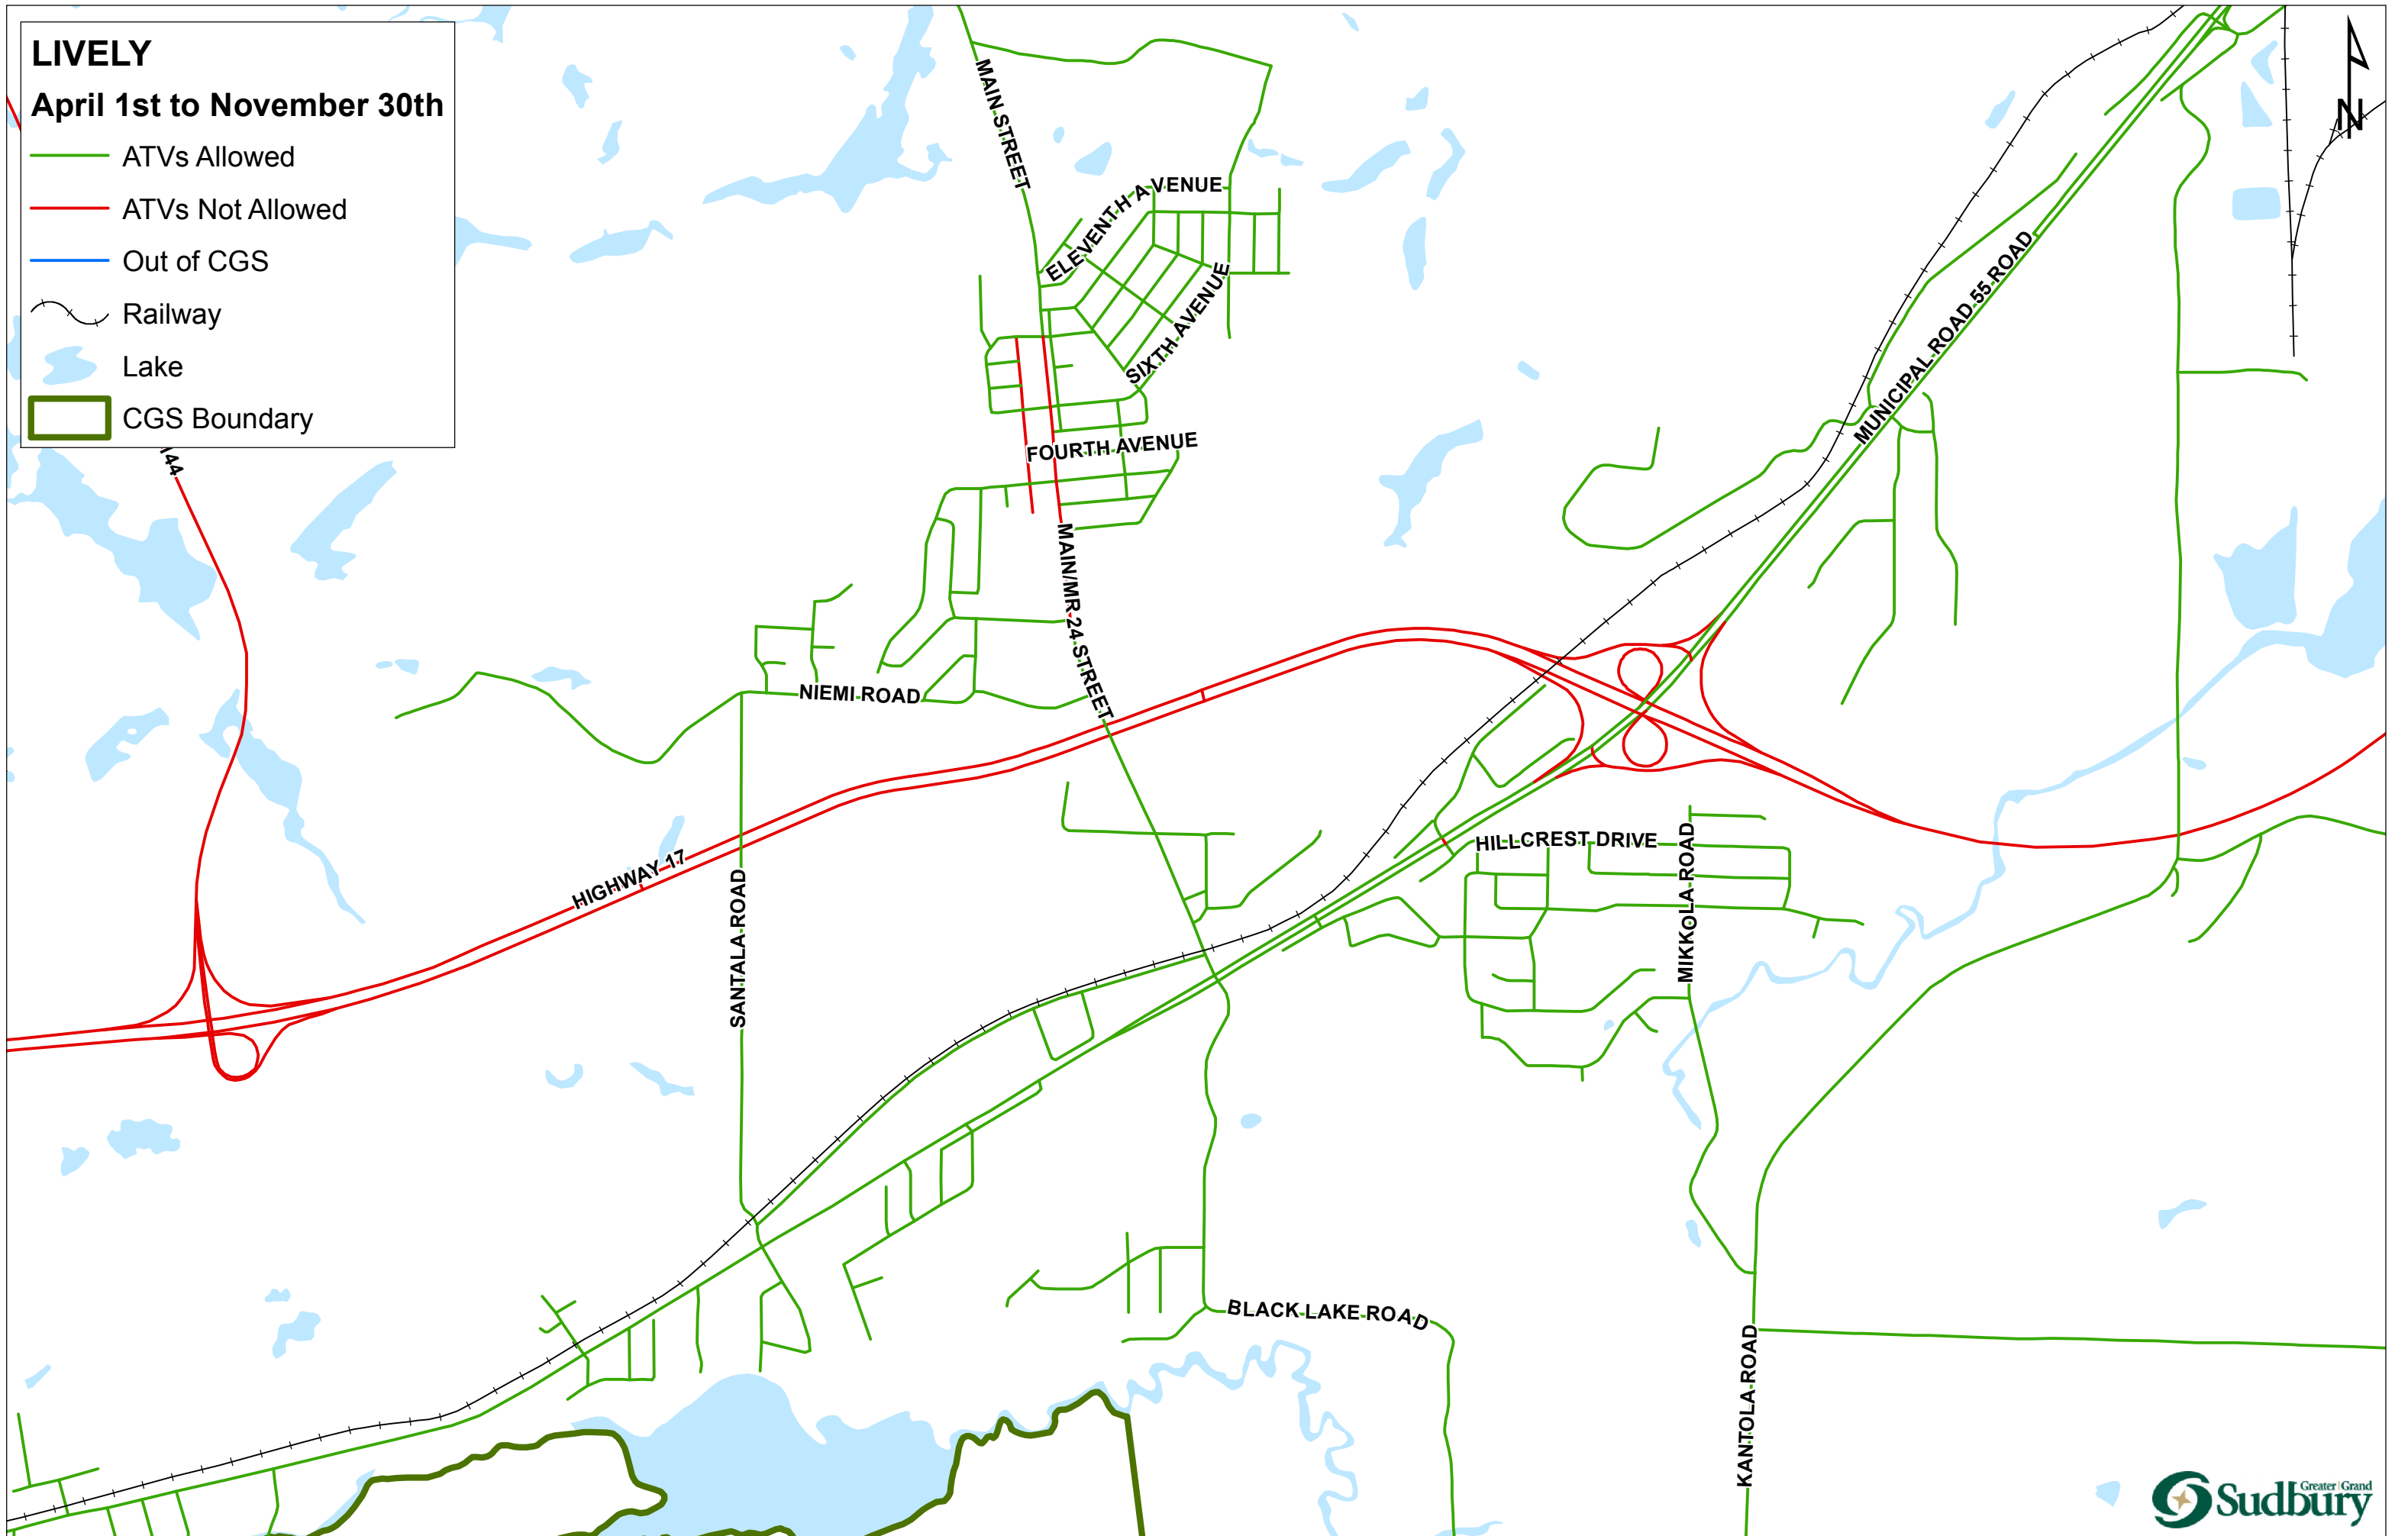 LIVELY
April 1st to November 30th
ATVs Allowed
ATVs Not Allowed
Out of CGS
Railway
Lake
CGS Boundary
N
MAIN STREET
ELEVENTH AVENUE
SIXTH AVENUE
FOURTH AVENUE
MUNICIPAL ROAD 55 ROAD
144
MAIN/MR 24 STREET
NIEMI ROAD
HIGHWAY 17
SANTALA ROAD
HILLCREST DRIVE
MIKKOLA ROAD
BLACK LAKE ROAD
KANTOLA ROAD
Greater Grand
Sudbury